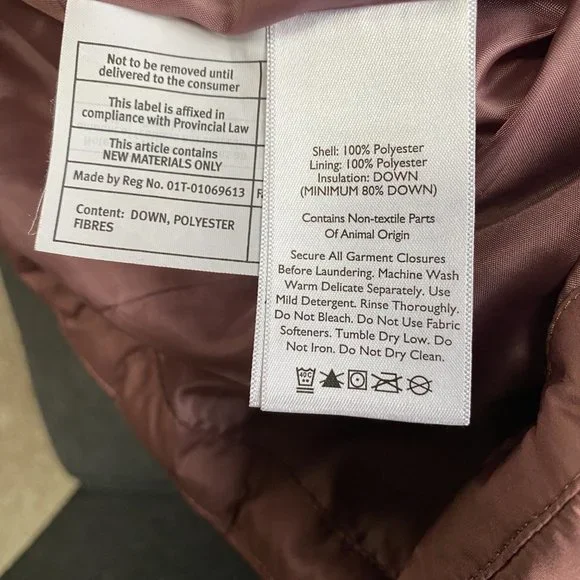 Not to be removed until
delivered to the consumer
This label is affixed in
compliance with Provincial Law
This article contains
NEW MATERIALS ONLY
Made by Reg No. 01T-01069613
Content: DOWN, POLYESTER
FIBRES
Shell: 100% Polyester
Lining: 100% Polyester
Insulation: DOWN
(MINIMUM 80% DOWN)
Contains Non-textile Parts
Of Animal Origin
Secure All Garment Closures
Before Laundering. Machine Wash
Warm Delicate Separately. Use
Mild Detergent. Rinse Thoroughly.
Do Not Bleach. Do Not Use Fabric
Softeners. Tumble Dry Low. Do
Not Iron. Do Not Dry Clean.
40C